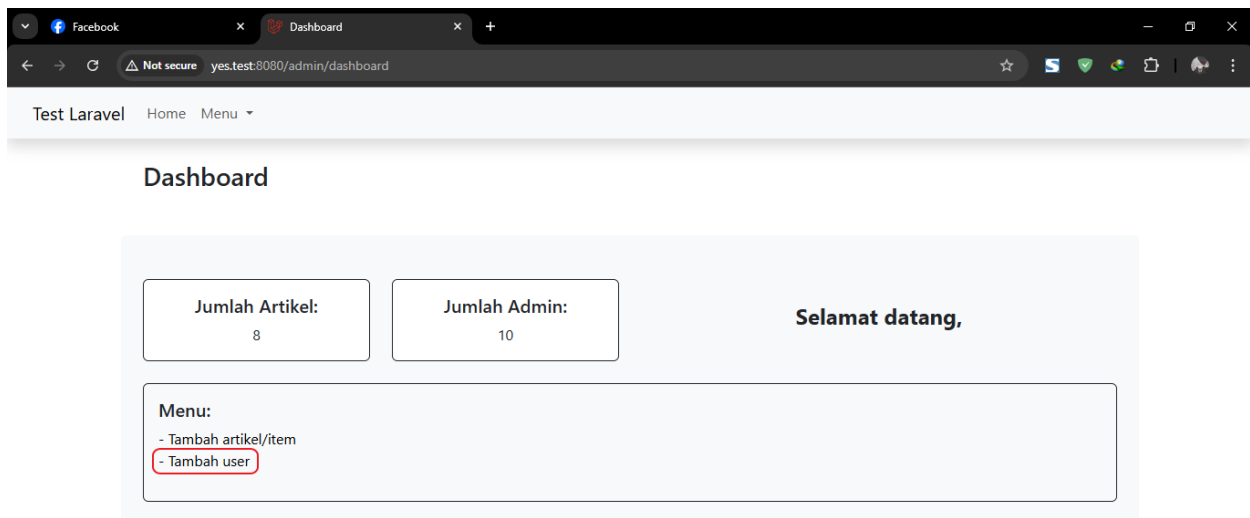 Facebook
Dashboard
Not secure yes.test:8080/admin/dashboard
Test Laravel Home Menu
Dashboard
Jumlah Artikel:
8
Jumlah Admin:
10
Selamat datang,
Menu:
- Tambah artikel/item
- Tambah user